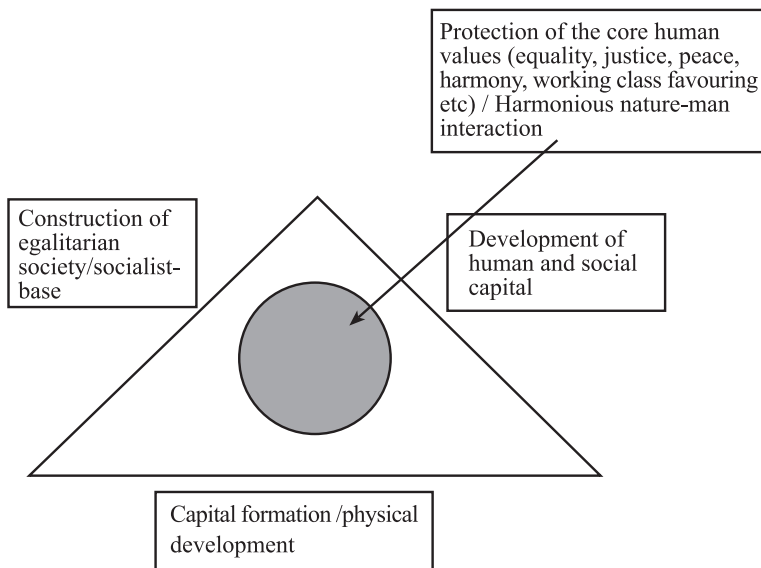 Protection of the core human
values (equality, justice, peace,
harmony, working class favouring
etc) / Harmonious nature-man
interaction
Construction of
egalitarian
society/socialist-
base
Development of
human and social
capital
Capital formation /physical
development